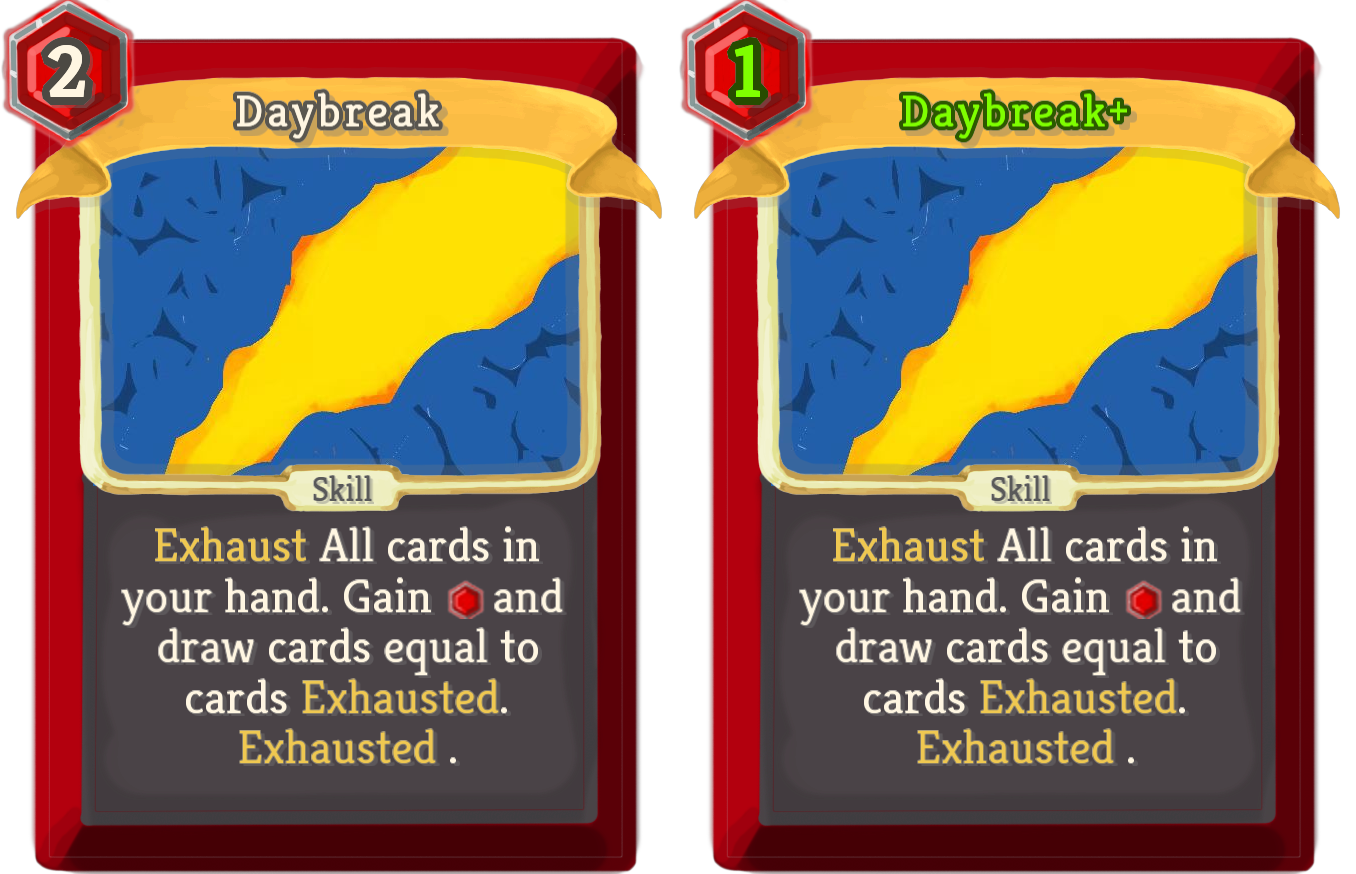 2
Daybreak
Skill
Exhaust All cards in
your hand. Gain and
draw cards equal to
cards Exhausted.
Exhausted .
1
Daybreak+
Skill
Exhaust All cards in
your hand. Gain and
draw cards equal to
cards Exhausted.
Exhausted .